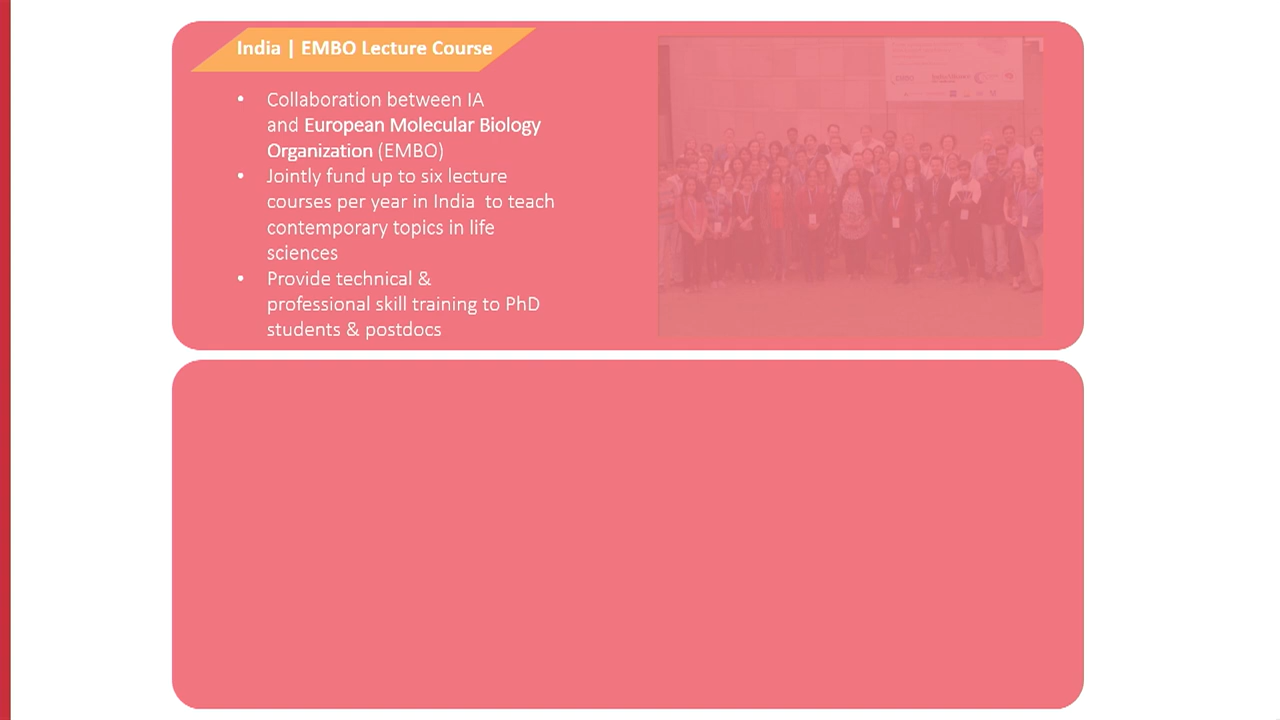 India | EMBO Lecture Course
• Collaboration between IA
and European Molecular Biology
Organization (EMBO)
• Jointly fund up to six lecture
courses per year in India  to teach
contemporary topics in life
sciences
• Provide technical &
professional skill training to PhD
students & postdocs